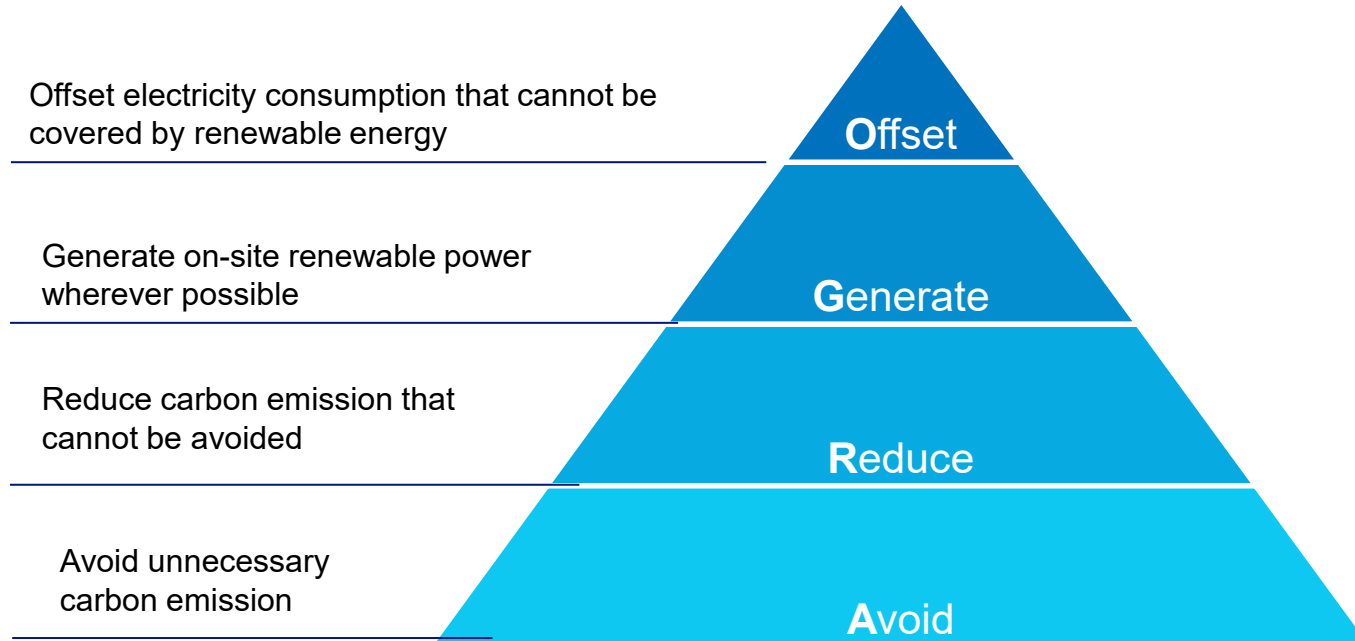 Offset electricity consumption that cannot be
covered by renewable energy
Offset
Generate on-site renewable power
wherever possible
Generate
Reduce carbon emission that
cannot be avoided
Reduce
Avoid unnecessary
carbon emission
Avoid